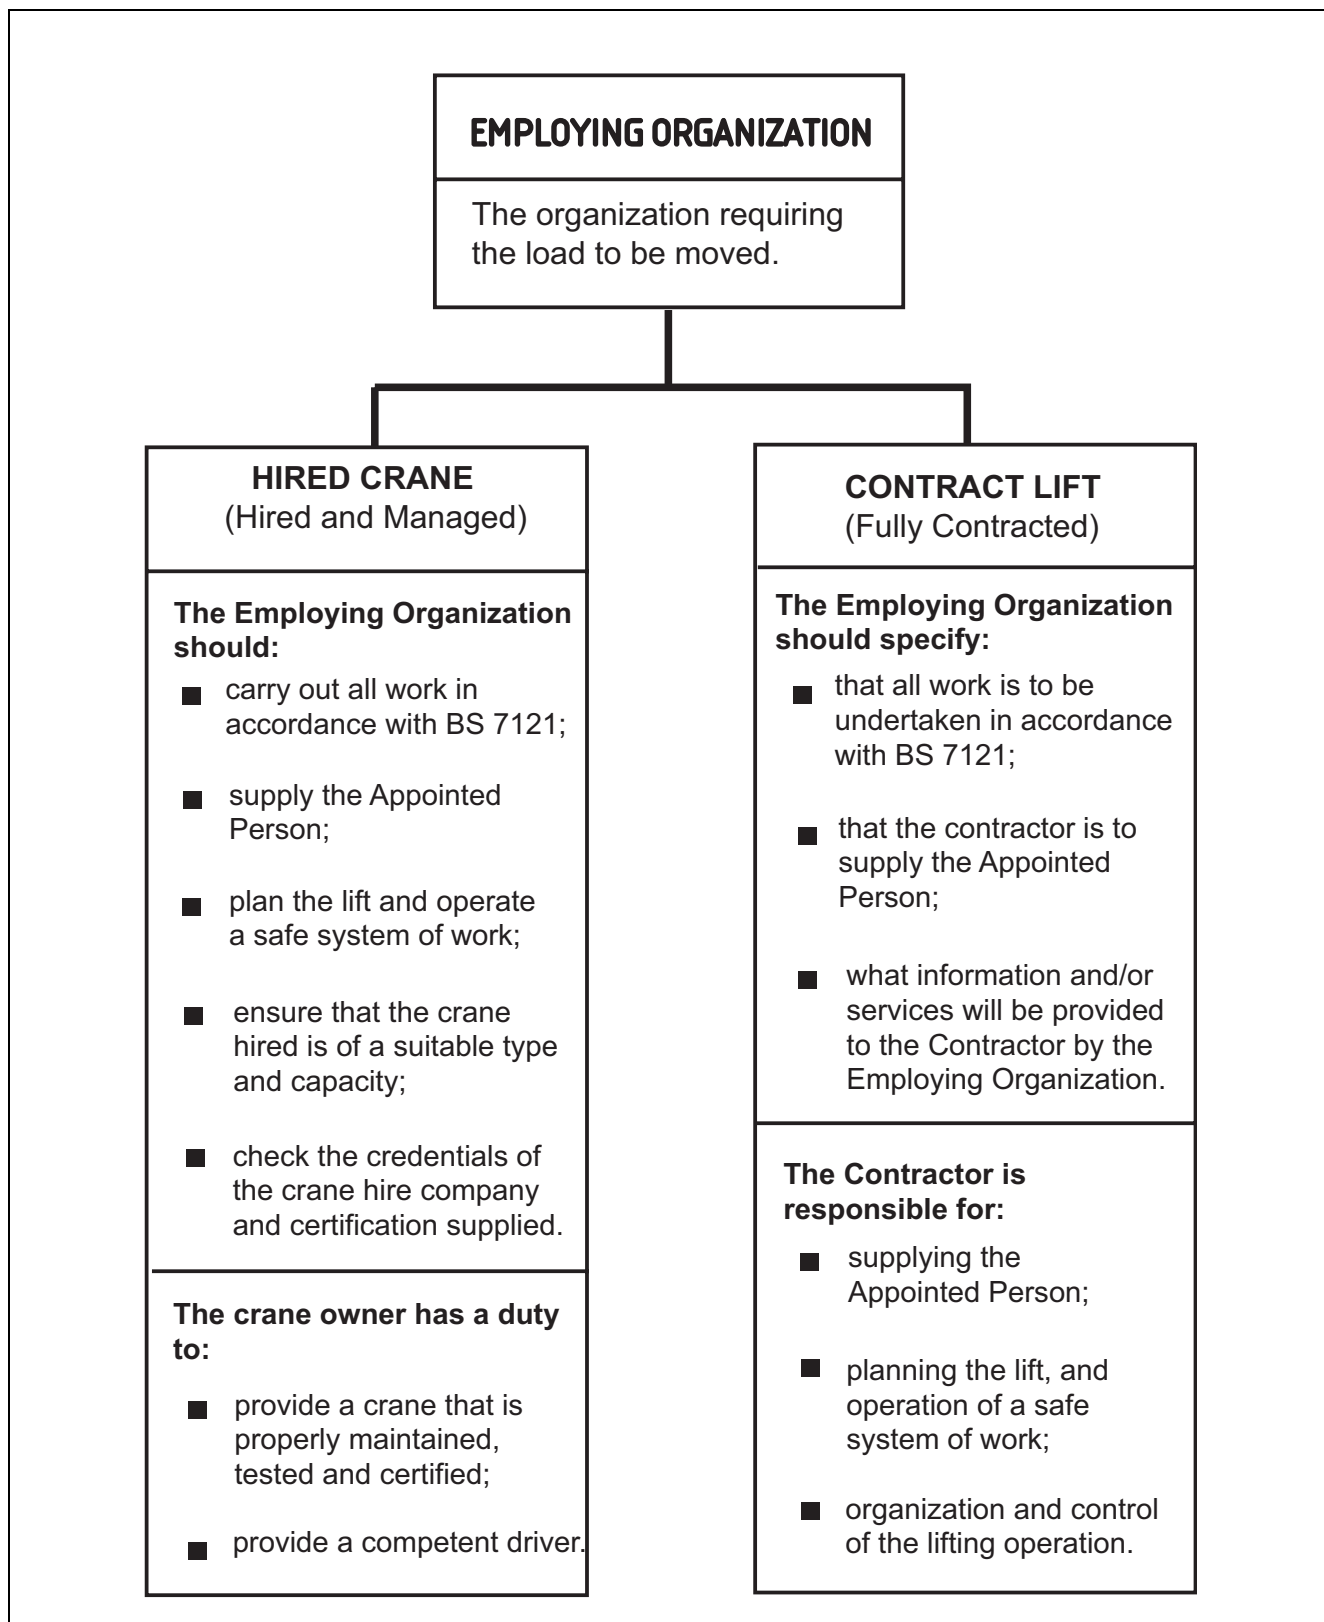 EMPLOYING ORGANIZATION
The organization requiring
the load to be moved.
HIRED CRANE
(Hired and Managed)
The Employing Organization
should:
■ carry out all work in
accordance with BS 7121;
■ supply the Appointed
Person;
■ plan the lift and operate
a safe system of work;
■ ensure that the crane
hired is of a suitable type
and capacity;
■ check the credentials of
the crane hire company
and certification supplied.
The crane owner has a duty
to:
■ provide a crane that is
properly maintained,
tested and certified;
■ provide a competent driver.
CONTRACT LIFT
(Fully Contracted)
The Employing Organization
should specify:
■ that all work is to be
undertaken in accordance
with BS 7121;
■ that the contractor is to
supply the Appointed
Person;
■ what information and/or
services will be provided
to the Contractor by the
Employing Organization.
The Contractor is
responsible for:
■ supplying the
Appointed Person;
■ planning the lift, and
operation of a safe
system of work;
■ organization and control
of the lifting operation.